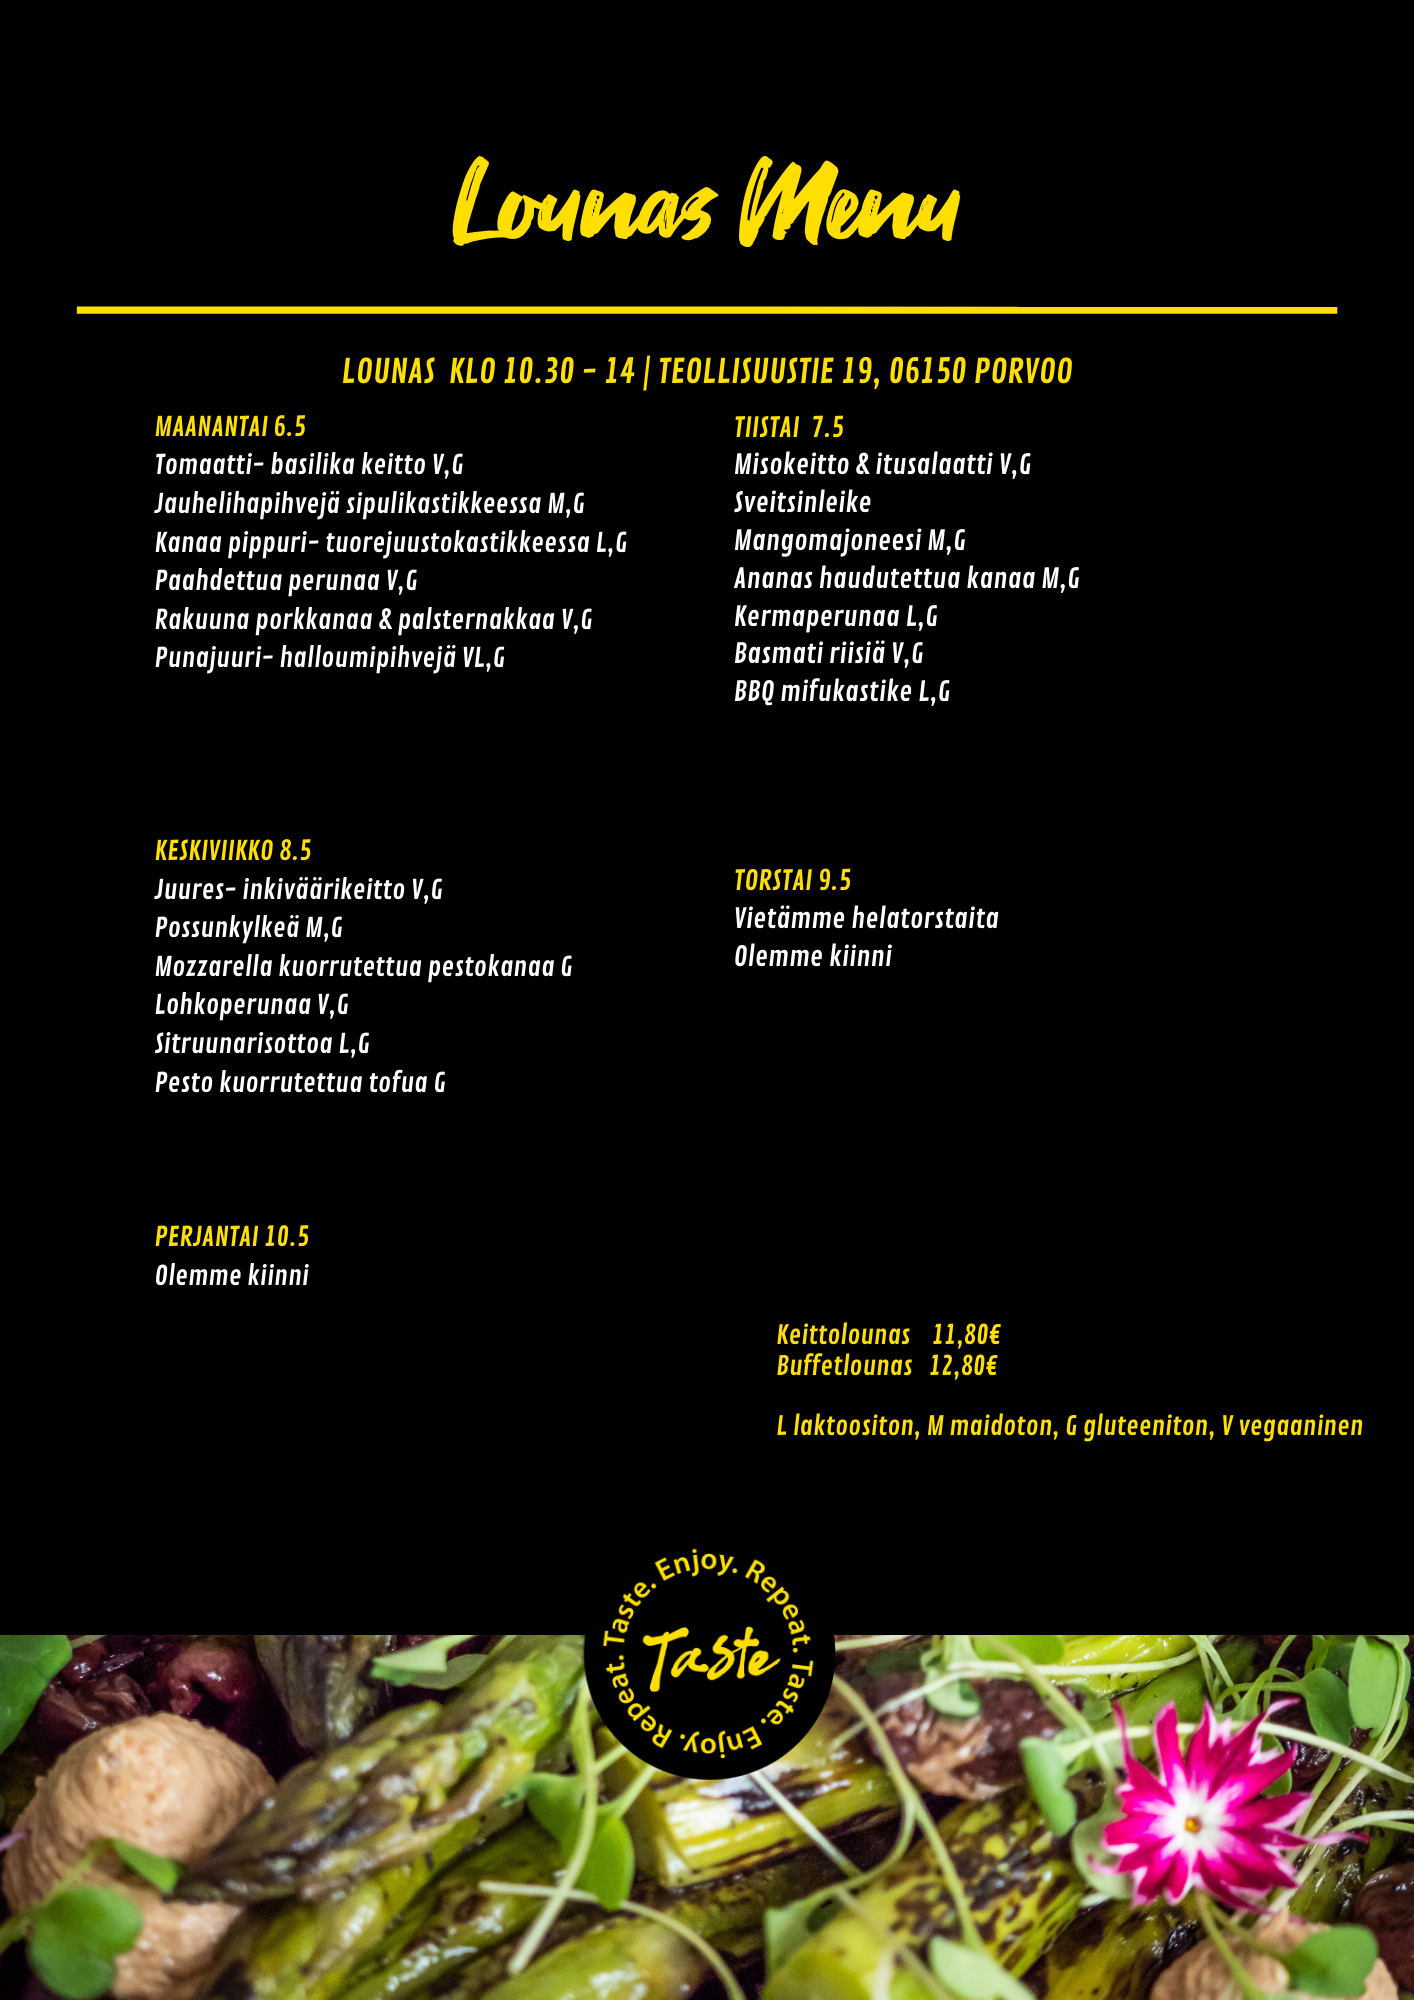 Lounas Menu
LOUNAS KLO 10.30 - 14 | TEOLLISUUSTIE 19, 06150 PORVOO
MAANANTAI 6.5
Tomaatti- basilika keitto V,G
Jauhelihapihvejä sipulikastikkeessa M,G
Kanaa pippuri- tuorejuustokastikkeessa L,G
Paahdettua perunaa V,G
Rakuuna porkkanaa & palsternakkaa V,G
Punajuuri- halloumipihvejä VL,G
TIISTAI 7.5
Misokeitto & itusalaatti V,G
Sveitsinleike
Mangomajoneesi M,G
Ananas haudutettua kanaa M,G
Kermaperunaa L,G
Basmati riisiä V,G
BBQ mifukastike L,G
KESKIVIIKKO 8.5
Juures- inkiväärikeitto V,G
Possunkylkeä M,G
Mozzarella kuorrutettua pestokanaa G
Lohkoperunaa V,G
Sitruunarisottoa L,G
Pesto kuorrutettua tofua G
TORSTAI 9.5
Vietämme helatorstaita
Olemme kiinni
PERJANTAI 10.5
Olemme kiinni
Keittolounas 11,80€
Buffetlounas 12,80€
L laktoositon, M maidoton, G gluteeniton, V vegaaninen
Taste. Enjoy. Repeat. Taste. Enjoy. Repeat.
Taste